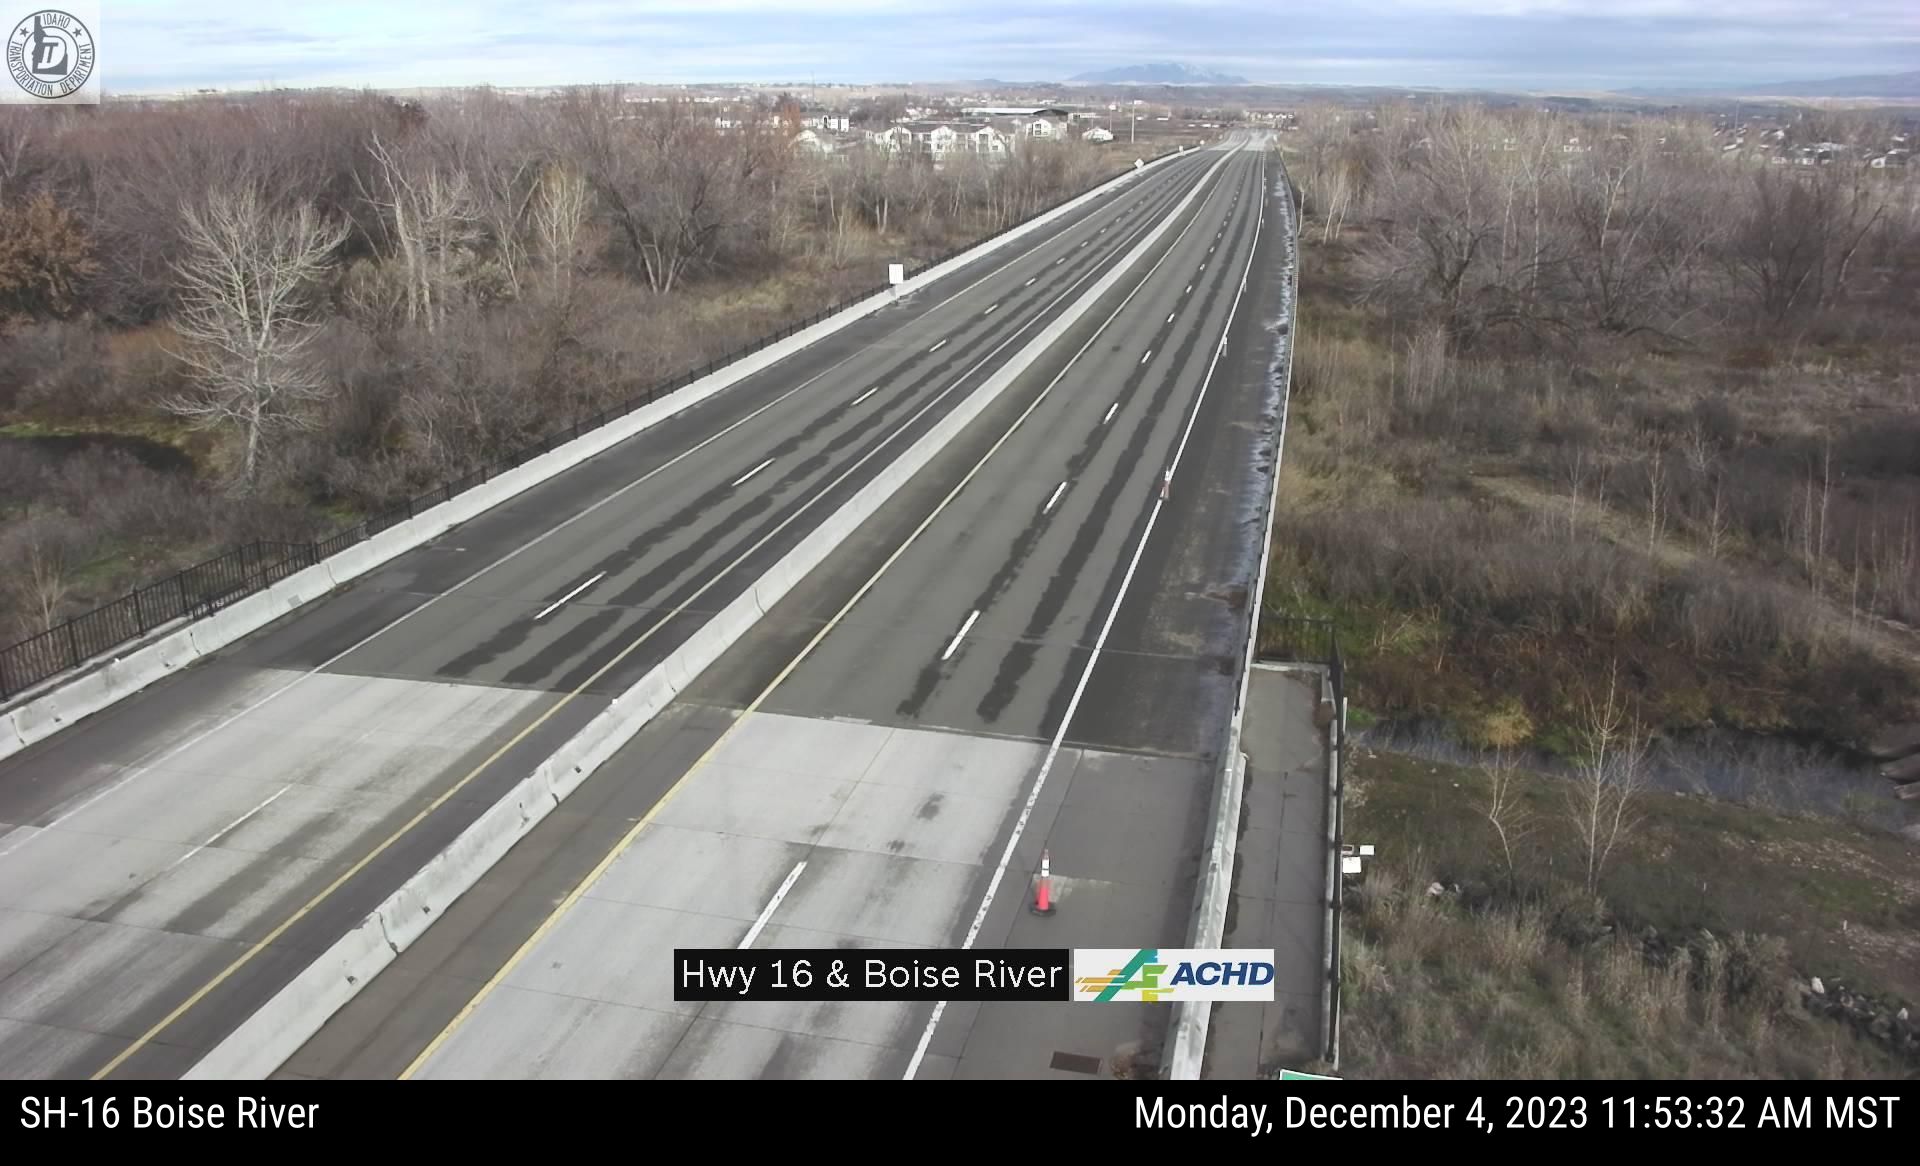 IDAHO
TRANSPORTATION DEPARTMENT
Hwy 16 & Boise River
ACHD
SH-16 Boise River
Monday, December 4, 2023 11:53:32 AM MST